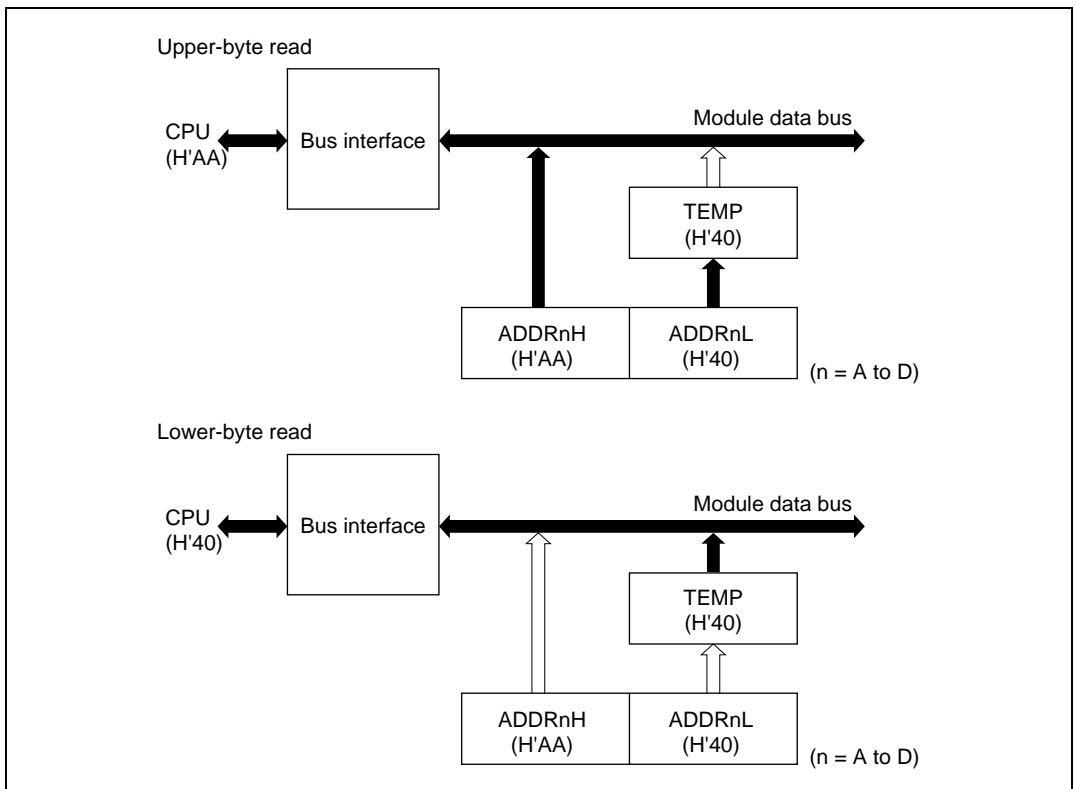 Upper-byte read
CPU
(H'AA)
Bus interface
Module data bus
TEMP
(H'40)
ADDRnH
(H'AA)
ADDRnL
(H'40)
(n = A to D)
Lower-byte read
CPU
(H'40)
Bus interface
Module data bus
TEMP
(H'40)
ADDRnH
(H'AA)
ADDRnL
(H'40)
(n = A to D)